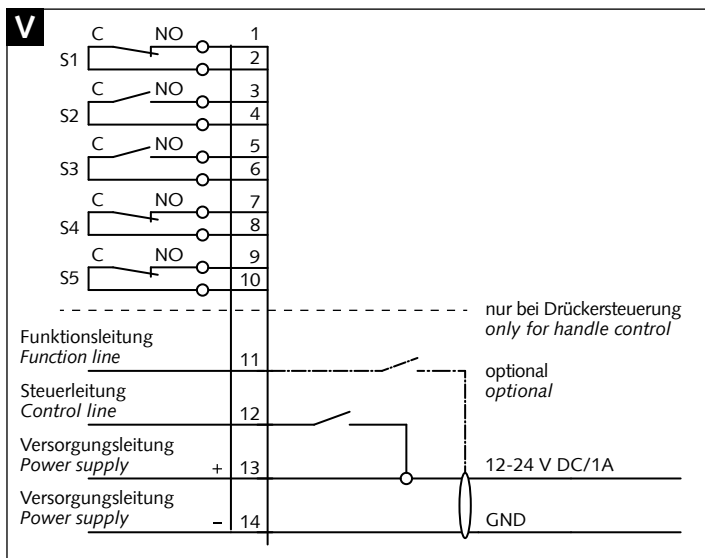 V
C NO 1
S1 2
C NO 3
S2 4
C NO 5
S3 6
C NO 7
S4 8
C NO 9
S5 10
nur bei Drückersteuerung
only for handle control
Funktionsleitung
Function line 11
optional
optional
Steuerleitung
Control line 12
Versorgungsleitung
Power supply + 13 12-24 V DC/1A
Versorgungsleitung
Power supply – 14 GND